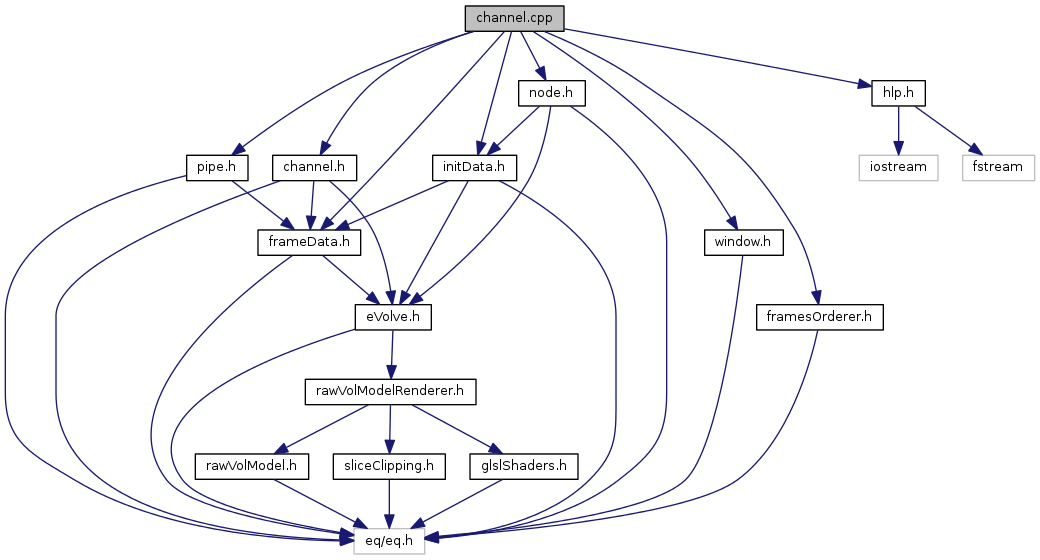 channel.cpp
node.h
hlp.h
pipe.h
channel.h
initData.h
iostream
fstream
frameData.h
window.h
eVolve.h
framesOrderer.h
rawVolModelRenderer.h
rawVolModel.h
sliceClipping.h
glslShaders.h
eq/eq.h